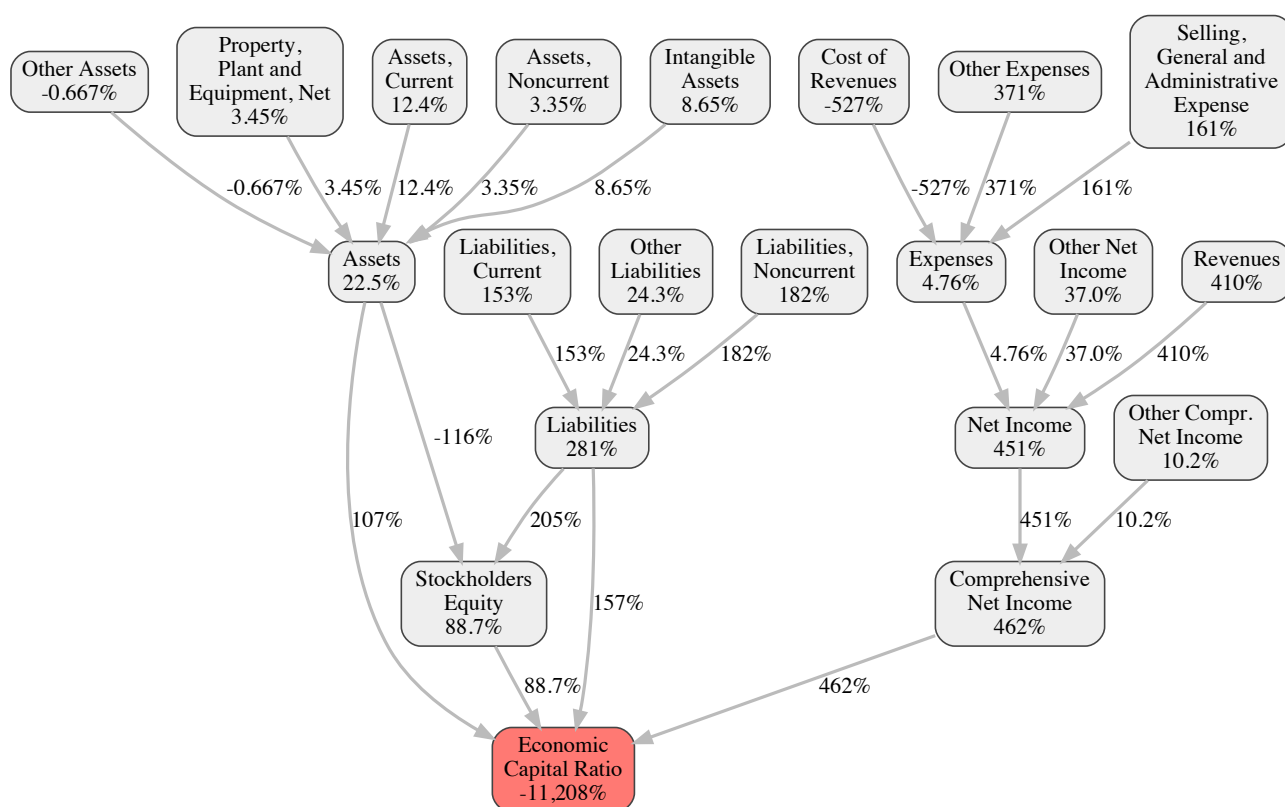 Other Assets
-0.667%
Property,
Plant and
Equipment, Net
3.45%
Assets,
Current
12.4%
Assets,
Noncurrent
3.35%
Intangible
Assets
8.65%
Cost of
Revenues
-527%
Other Expenses
371%
Selling,
General and
Administrative
Expense
161%
-0.667%
3.45%
12.4%
3.35%
8.65%
-527%
371%
161%
Assets
22.5%
Liabilities,
Current
153%
Other
Liabilities
24.3%
Liabilities,
Noncurrent
182%
Expenses
4.76%
Other Net
Income
37.0%
Revenues
410%
153%
24.3%
182%
4.76%
37.0%
410%
-116%
Liabilities
281%
Net Income
451%
Other Compr.
Net Income
10.2%
107%
205%
451%
10.2%
Stockholders
Equity
88.7%
157%
Comprehensive
Net Income
462%
88.7%
462%
Economic
Capital Ratio
-11,208%